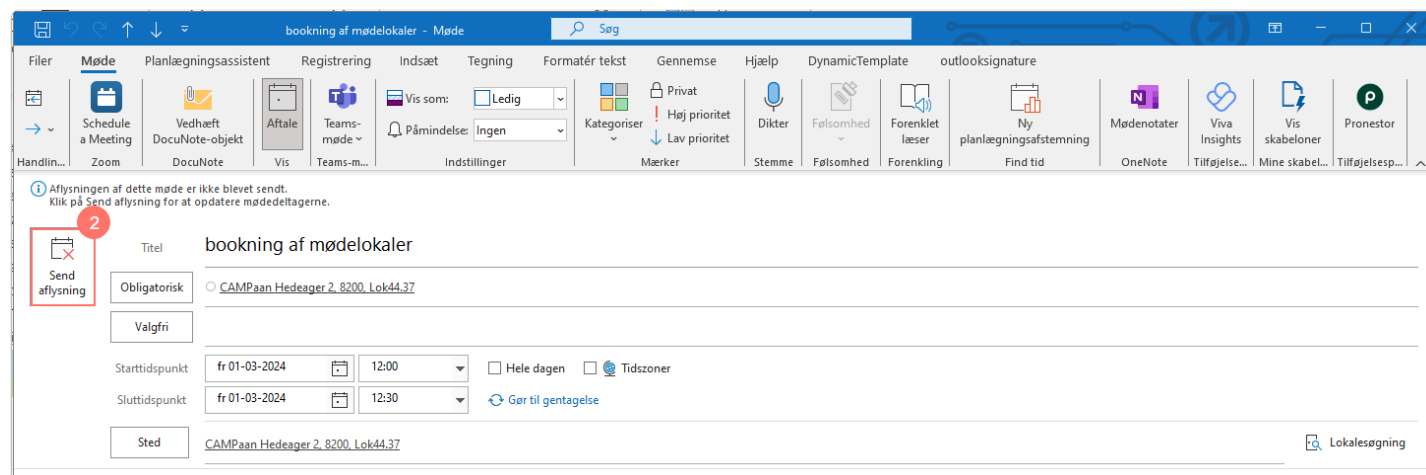 bookning af mødelokaler - Møde
Søg
Filer Møde Planlægningsassistent Registrering Indsæt Tegning Formatér tekst Gennemse Hjælp DynamicTemplate outlooksignature
Schedule a Meeting
Vedhæft DocuNote-objekt
Aftale
Teams-møde
Vis som: Ledig
Påmindelse: Ingen
Kategoriser
Privat
Høj prioritet
Lav prioritet
Dikter
Følsomhed
Forenklet læser
Ny planlægningsafstemning
Mødenotater
Viva Insights
Vis skabeloner
Pronestor
Handlin... Zoom DocuNote Vis Teams-m... Indstillinger Mærker Stemme Følsomhed Forenkling Find tid OneNote Tilføjelse... Mine skabel... Tilføjelsesp...
Aflysningen af dette møde er ikke blevet sendt.
Klik på Send aflysning for at opdatere mødedeltagerne.
2
Send aflysning
Titel bookning af mødelokaler
Obligatorisk CAMPaan Hedeager 2, 8200, Lok44.37
Valgfri
Starttidspunkt fr 01-03-2024 12:00 Hele dagen Tidszoner
Sluttidspunkt fr 01-03-2024 12:30 Gør til gentagelse
Sted CAMPaan Hedeager 2, 8200, Lok44.37 Lokalesøgning